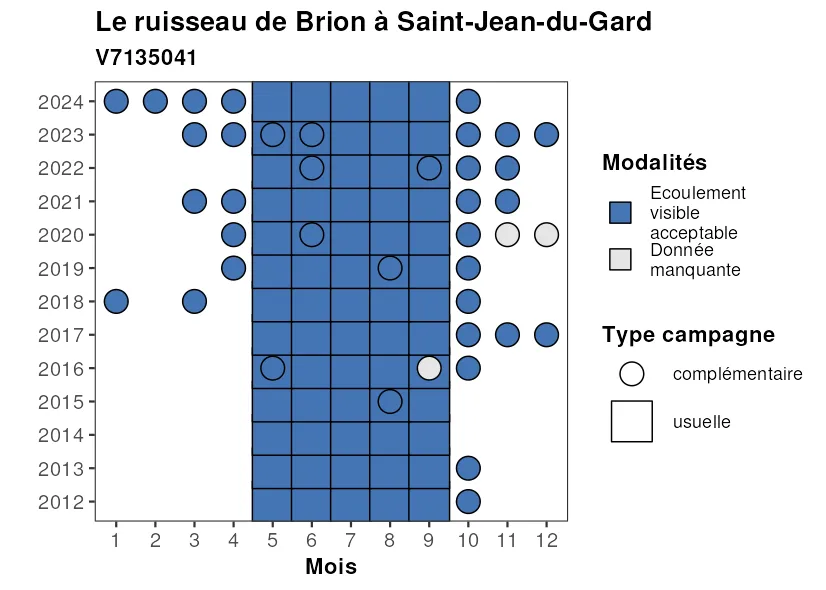 Le ruisseau de Brion à Saint-Jean-du-Gard
V7135041
2024
2023
2022
2021
2020
2019
2018
2017
2016
2015
2014
2013
2012
1 2 3 4 5 6 7 8 9 10 11 12
Mois
Modalités
Ecoulement
visible
acceptable
Donnée
manquante
Type campagne
complémentaire
usuelle